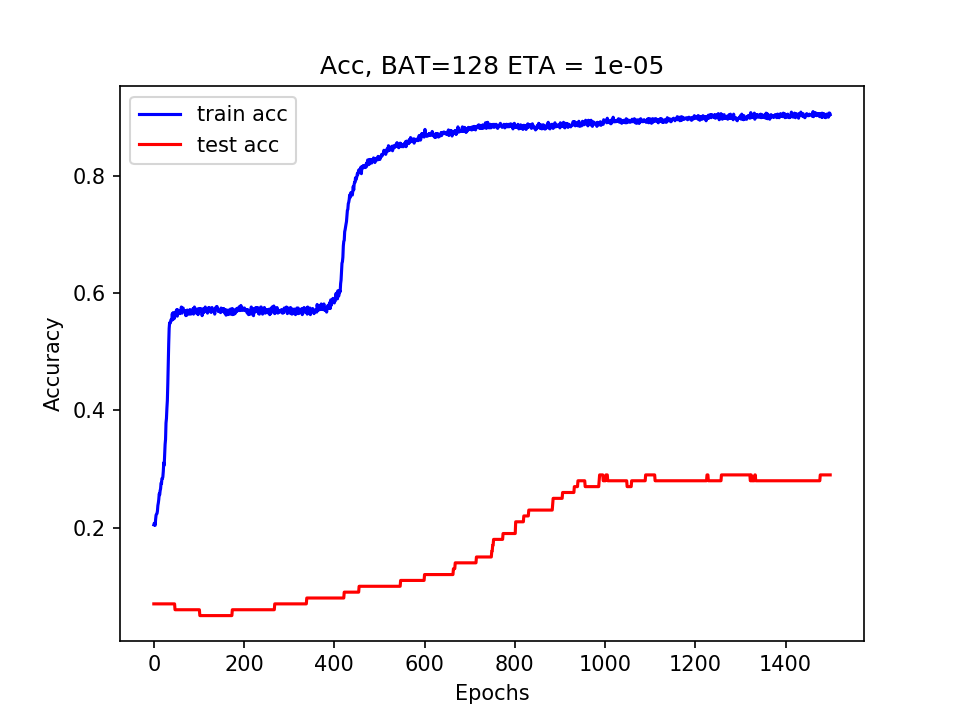 Acc, BAT=128 ETA = 1e-05
train acc
test acc
0.8
0.6
0.4
0.2
Accuracy
0 200 400 600 800 1000 1200 1400
Epochs